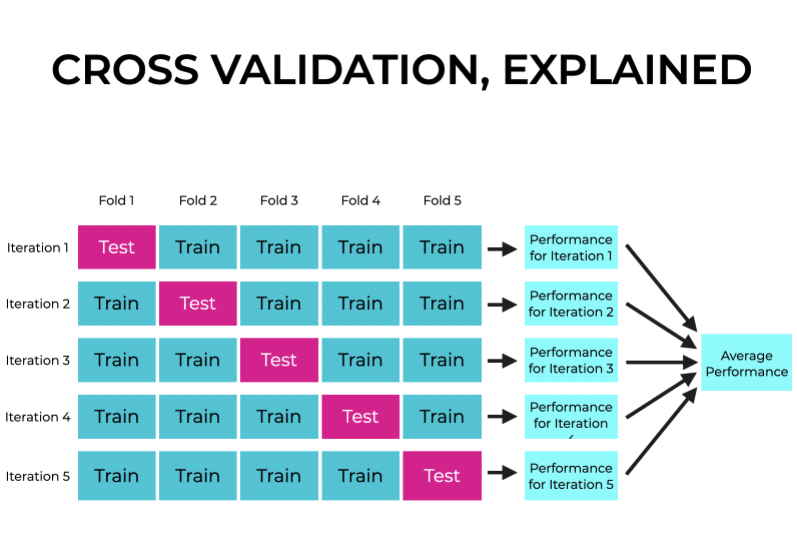 CROSS VALIDATION, EXPLAINED
Fold 1 Fold 2 Fold 3 Fold 4 Fold 5
Iteration 1 Test Train Train Train Train Performance for Iteration 1
Iteration 2 Train Test Train Train Train Performance for Iteration 2
Iteration 3 Train Train Test Train Train Performance for Iteration 3
Average
Performance
Iteration 4 Train Train Train Test Train Performance for Iteration
Iteration 5 Train Train Train Train Test Performance for Iteration 5